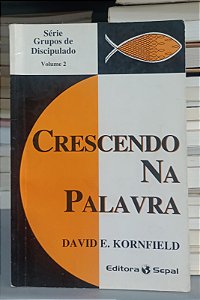 Série
Grupos de
Discipulado
Volume 2
CRESCENDO
NA
PALAVRA
DAVID E. KORNFIELD
Editora Sepal